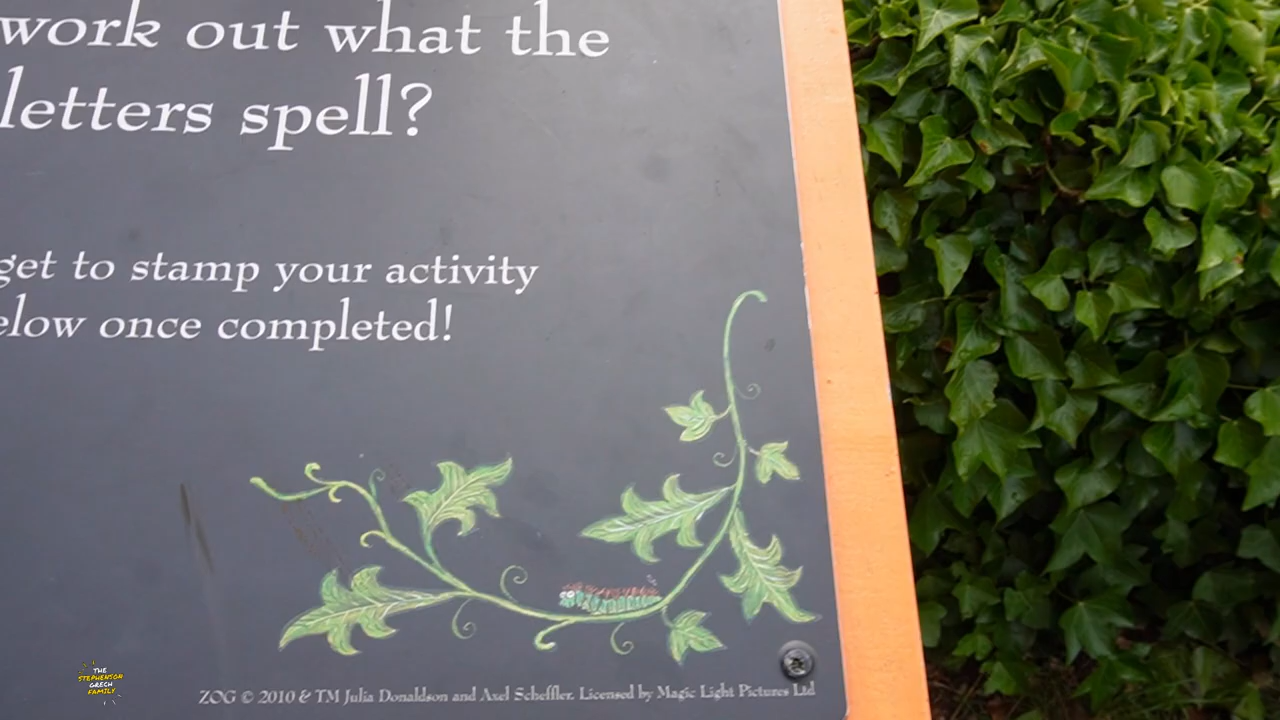 work out what the
letters spell?
get to stamp your activity
elow once completed!
ZOG © 2010 & TM Julia Donaldson and Axel Scheffler. Licensed by Magic Light Pictures Ltd
THE
STEPHENSON
GRECH
FAMILY